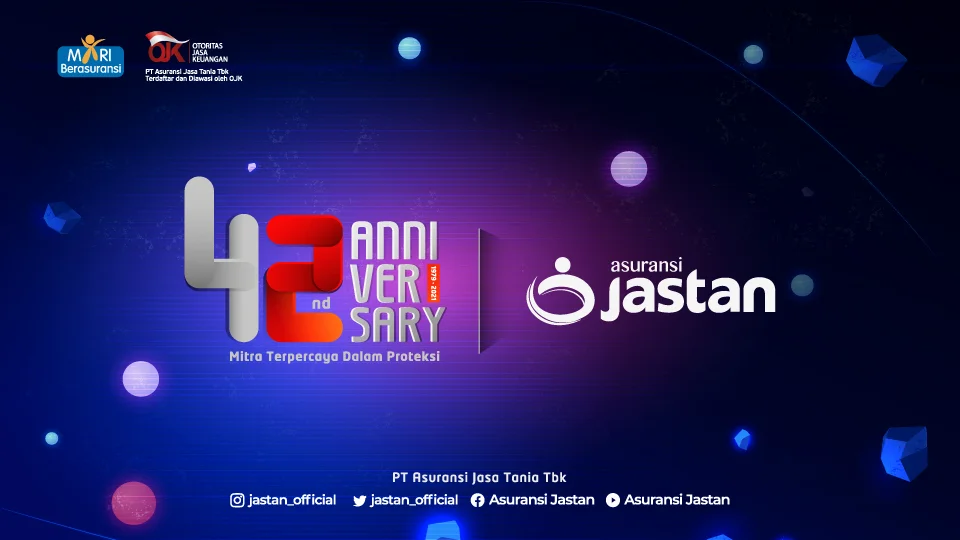 MARI
Berasuransi
OJK
OTORITAS
JASA
KEUANGAN
PT Asuransi Jasa Tania Tbk
Terdaftar dan Diawasi oleh OJK
42nd
ANNI
VER
SARY
1979 - 2021
Mitra Terpercaya Dalam Proteksi
asuransi
jastan
PT Asuransi Jasa Tania Tbk
jastan_official jastan_official Asuransi Jastan Asuransi Jastan